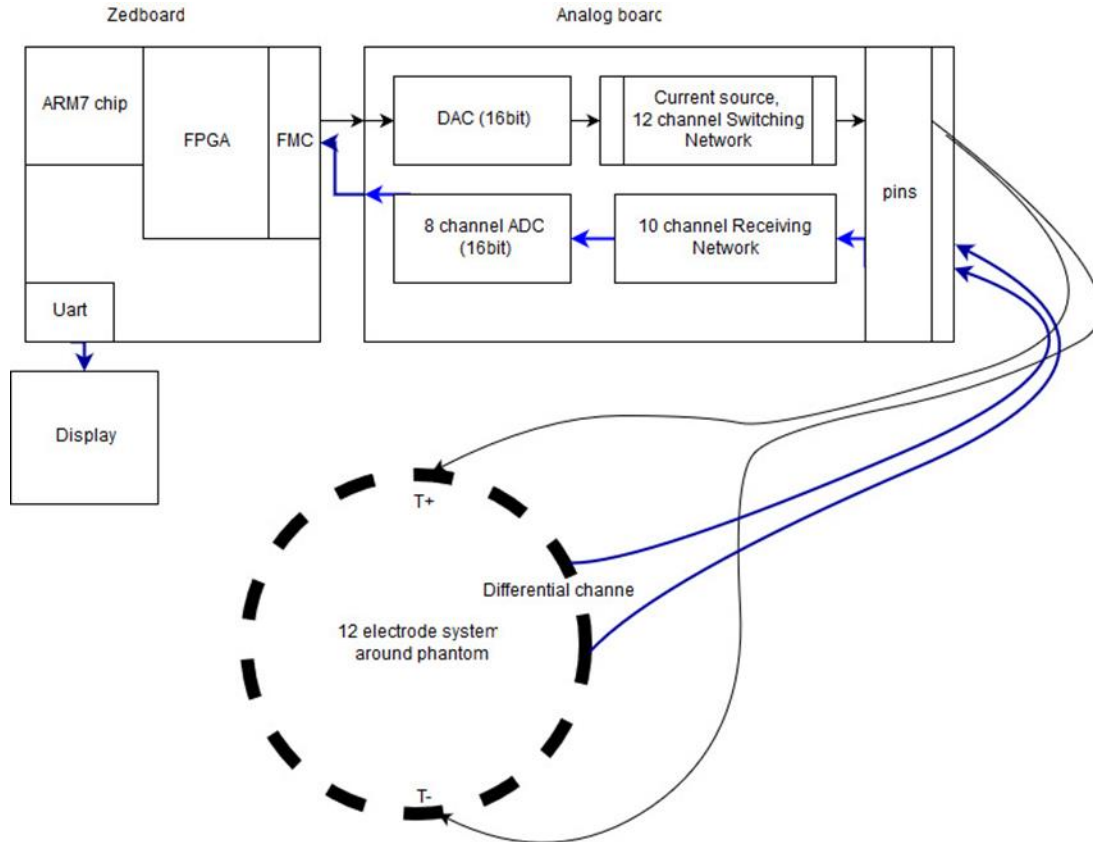 Zedboard
Analog board
ARM7 chip
FPGA
FMC
DAC (16bit)
Current source,
12 channel Switching
Network
pins
8 channel ADC
(16bit)
10 channel Receiving
Network
Uart
Display
T+
Differential channe
12 electrode system
around phantom
T-